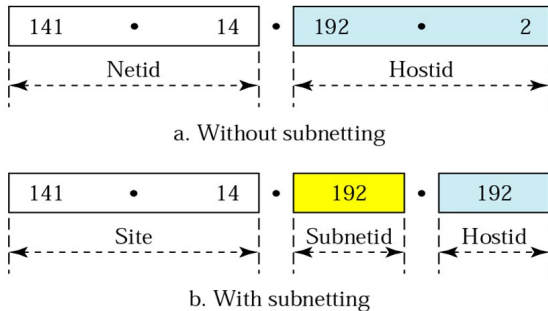 141 • 14 • 192 • 2
Netid Hostid
a. Without subnetting
141 • 14 • 192 • 192
Site Subnetid Hostid
b. With subnetting